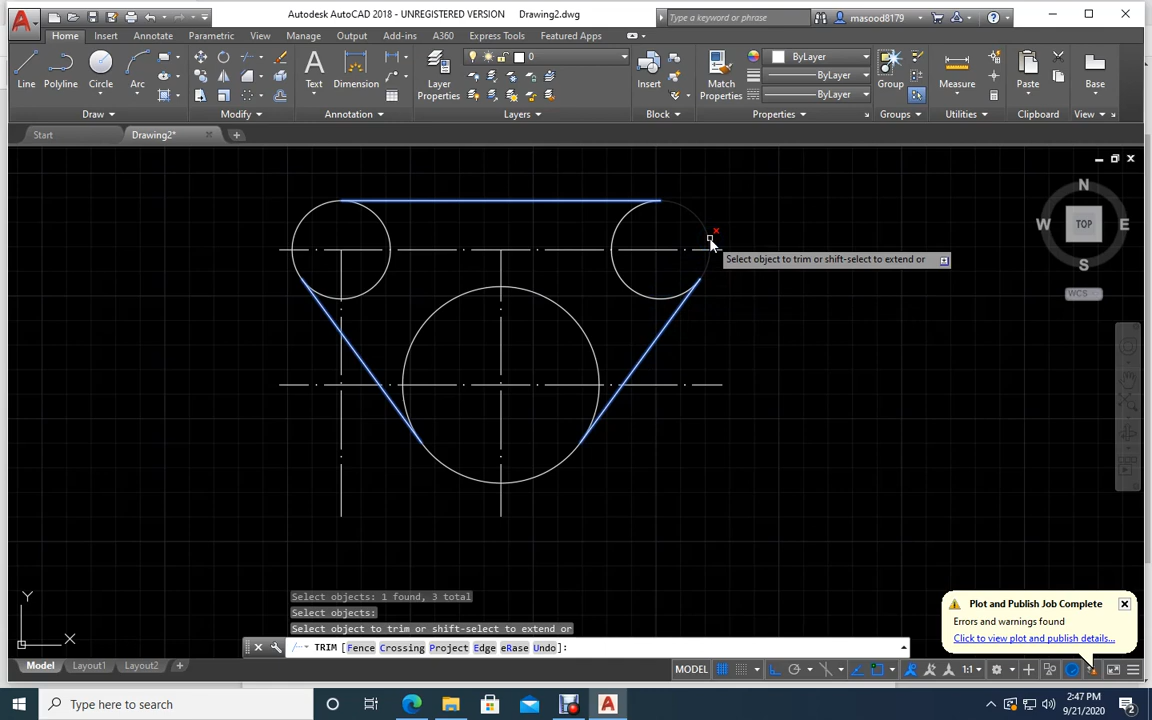 Autodesk AutoCAD 2018 - UNREGISTERED VERSION Drawing2.dwg
Type a keyword or phrase
masood8179
Home Insert Annotate Parametric View Manage Output Add-ins A360 Express Tools Featured Apps
Line Polyline Circle Arc
Text Dimension
Layer
Properties
0
Insert
Match
Properties
ByLayer
ByLayer
ByLayer
Group
Measure
Paste
Base
Draw Modify Annotation Layers Block Properties Groups Utilities Clipboard View
Start Drawing2*
N
W TOP E
S
WCS
Select object to trim or shift-select to extend or
Y
X
Select objects: 1 found, 3 total
Select objects:
Select object to trim or shift-select to extend or
TRIM [Fence Crossing Project Edge eRase Undo]:
Plot and Publish Job Complete
Errors and warnings found
Click to view plot and publish details...
Model Layout1 Layout2
MODEL 1:1
Type here to search
2:47 PM
9/21/2020
2